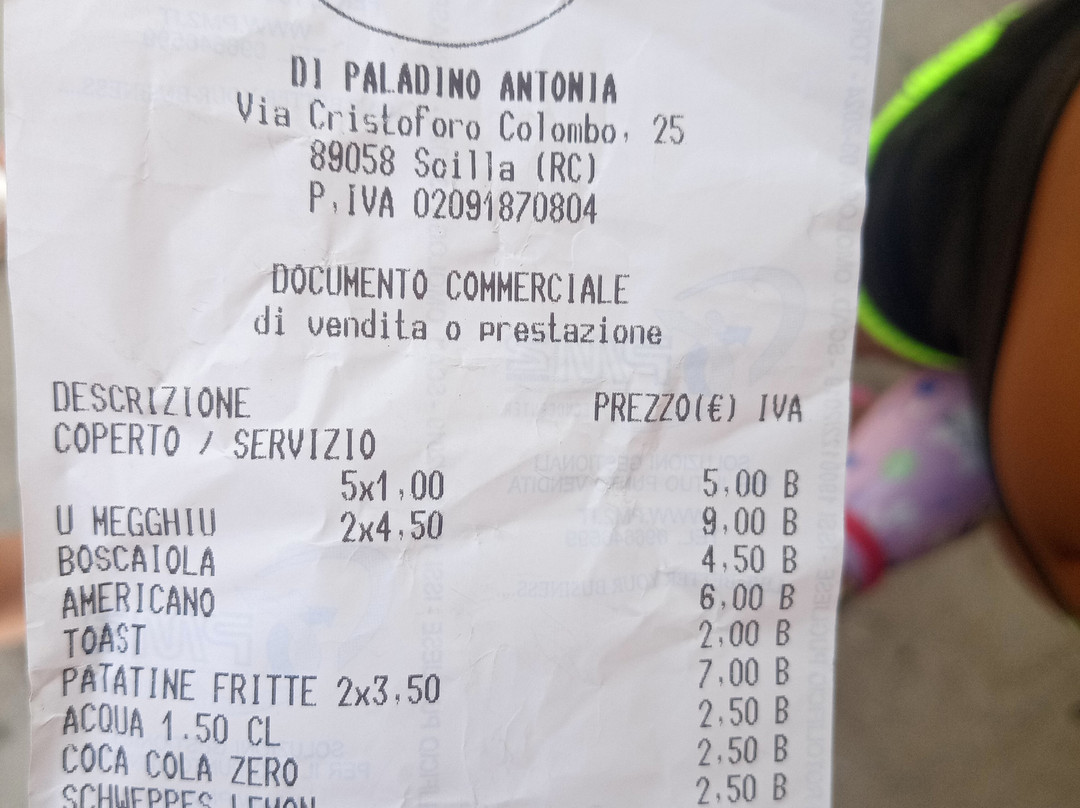 DI PALADINO ANTONIA
Via Cristoforo Colombo, 25
89058 Scilla (RC)
P.IVA 02091870804
DOCUMENTO COMMERCIALE
di vendita o prestazione
DESCRIZIONE PREZZO(€) IVA
COPERTO / SERVIZIO
5x1,00 5,00 B
U MEGGHIU 2x4,50 9,00 B
BOSCAIOLA 4,50 B
AMERICANO 6,00 B
TOAST 2,00 B
PATATINE FRITTE 2x3,50 7,00 B
ACQUA 1.50 CL 2,50 B
COCA COLA ZERO 2,50 B
SCHWEPPES LEMON 2,50 B